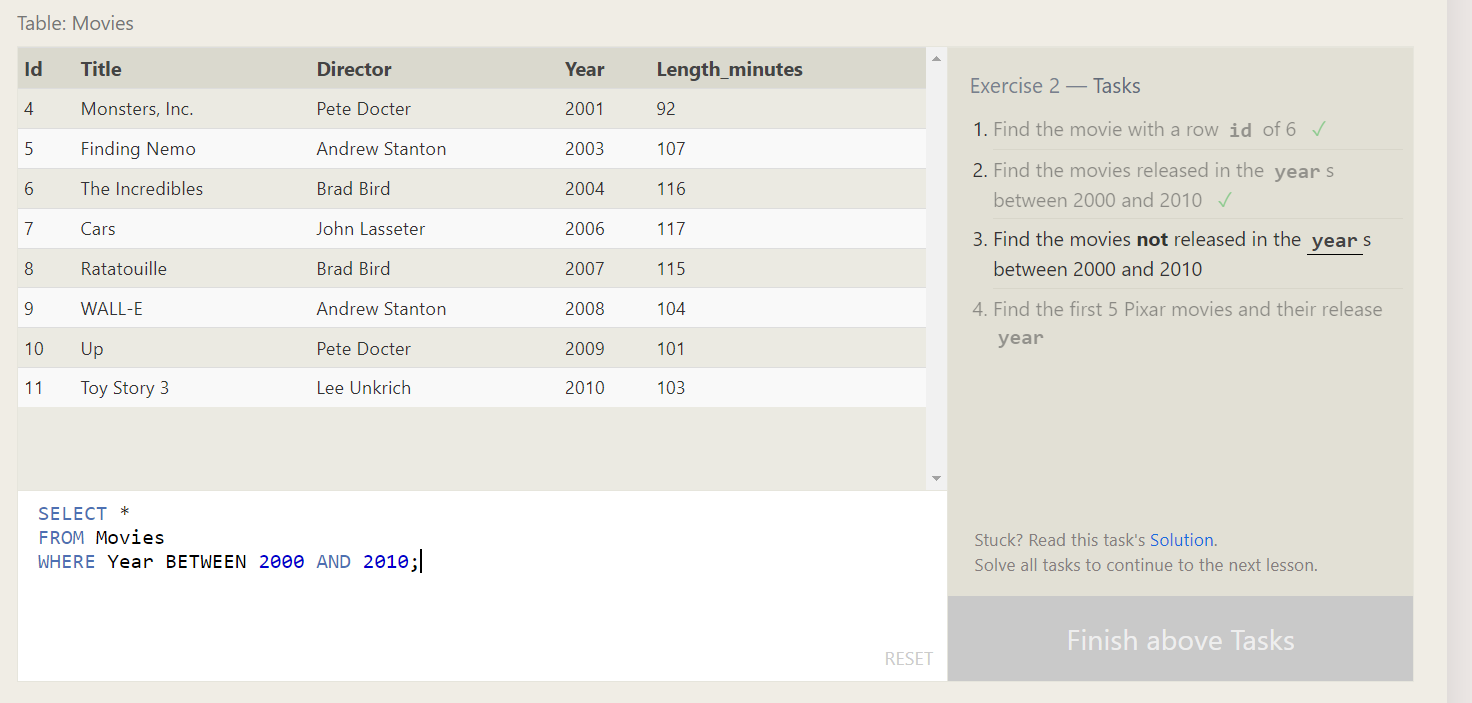 Table: Movies
Id Title Director Year Length_minutes
4 Monsters, Inc. Pete Docter 2001 92
5 Finding Nemo Andrew Stanton 2003 107
6 The Incredibles Brad Bird 2004 116
7 Cars John Lasseter 2006 117
8 Ratatouille Brad Bird 2007 115
9 WALL-E Andrew Stanton 2008 104
10 Up Pete Docter 2009 101
11 Toy Story 3 Lee Unkrich 2010 103
SELECT *
FROM Movies
WHERE Year BETWEEN 2000 AND 2010;
RESET
Exercise 2 — Tasks
1. Find the movie with a row id of 6 ✓
2. Find the movies released in the year s
between 2000 and 2010 ✓
3. Find the movies not released in the year s
between 2000 and 2010
4. Find the first 5 Pixar movies and their release
year
Stuck? Read this task's Solution.
Solve all tasks to continue to the next lesson.
Finish above Tasks